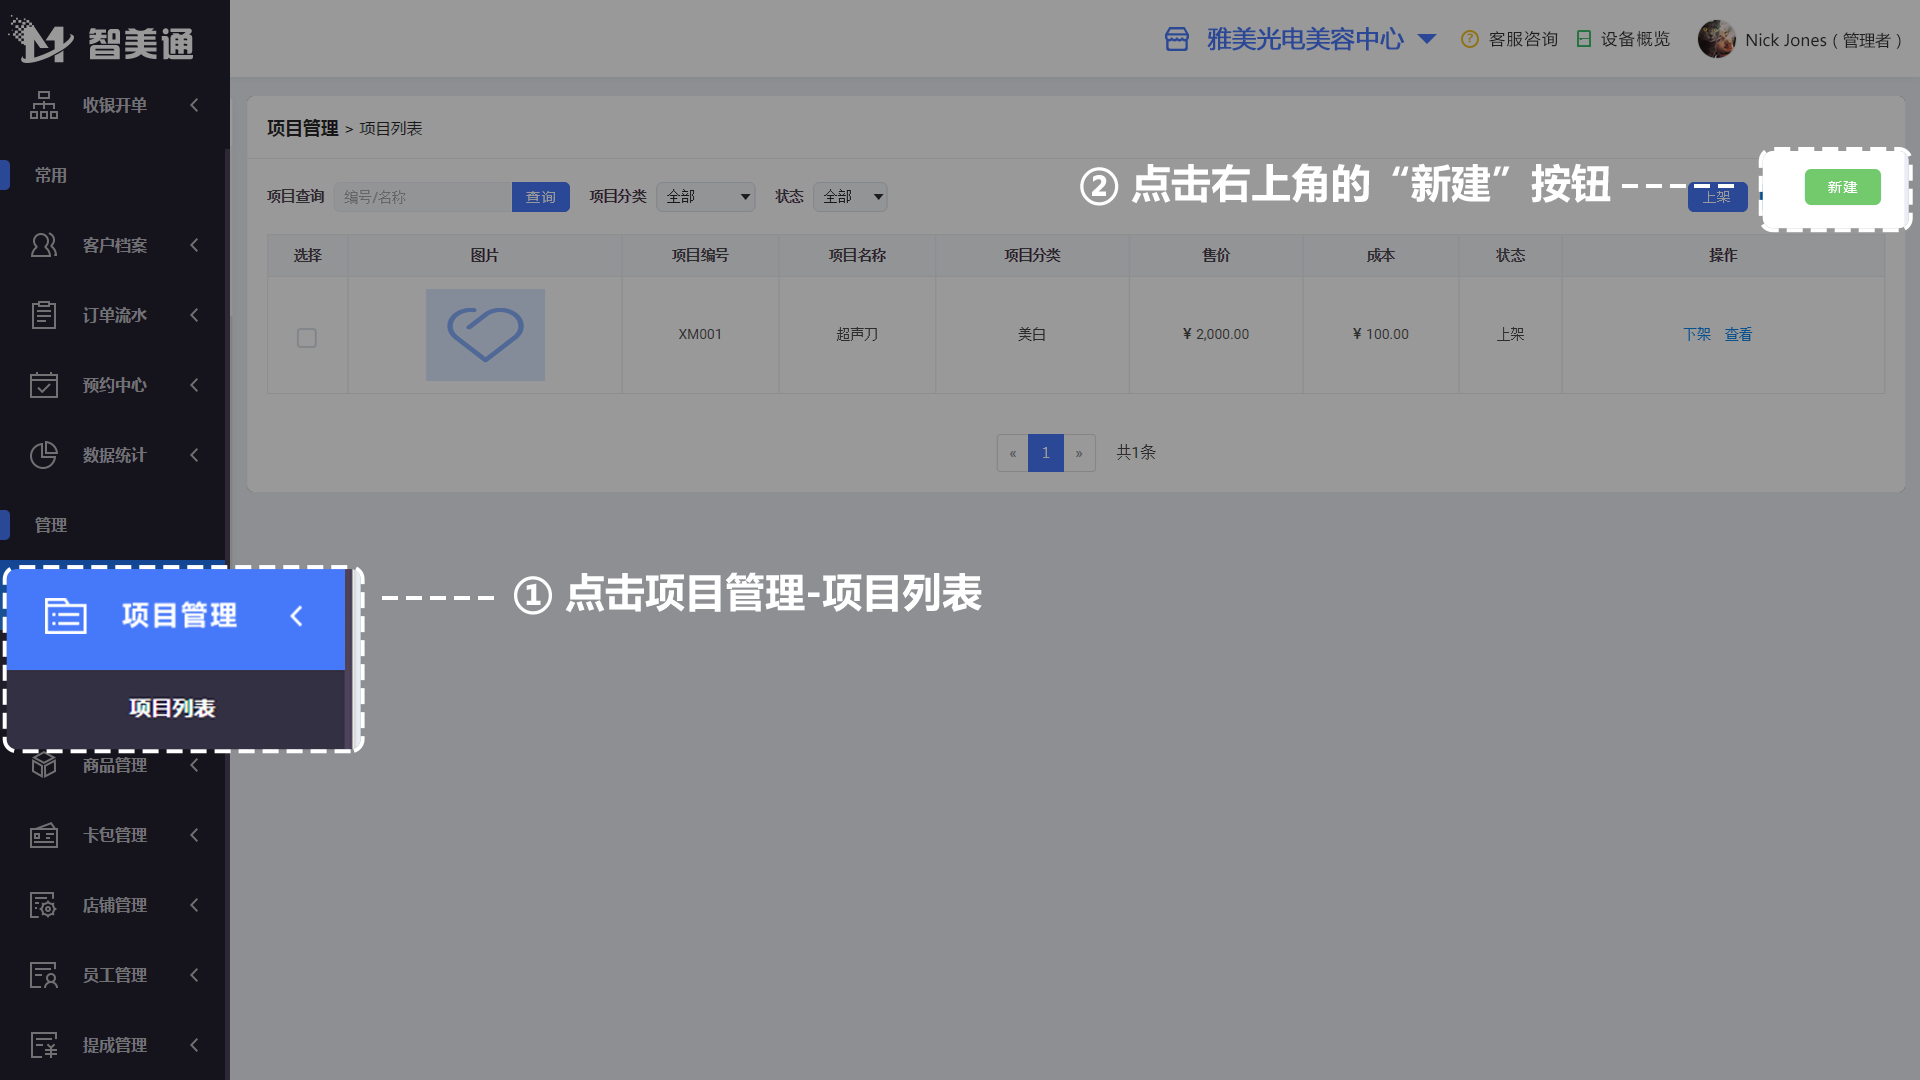 智美通
雅美光电美容中心 客服咨询 设备概览 Nick Jones ( 管理者 )
收银开单
常用
客户档案
订单流水
预约中心
数据统计
管理
项目管理
项目列表
商品管理
卡包管理
店铺管理
员工管理
提成管理
项目管理 > 项目列表
② 点击右上角的“新建”按钮
项目查询 编号/名称 查询 项目分类 全部 状态 全部 上架 新建
选择 图片 项目编号 项目名称 项目分类 售价 成本 状态 操作
XM001 超声刀 美白 ¥ 2,000.00 ¥ 100.00 上架 下架 查看
« 1 » 共1条
① 点击项目管理-项目列表